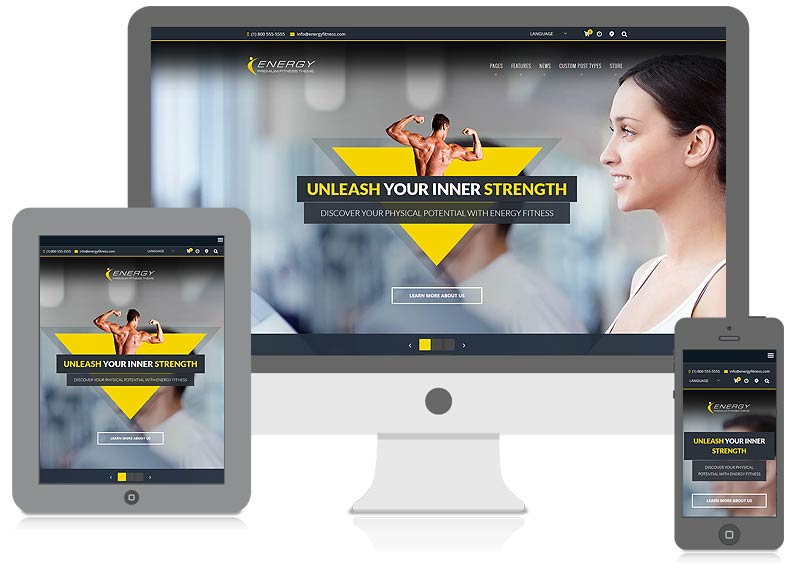 (1) 800 555-5555 info@energyfitness.com LANGUAGE
ENERGY
PREMIUM FITNESS THEME
PAGES FEATURES NEWS CUSTOM POST TYPES STORE
UNLEASH YOUR INNER STRENGTH
DISCOVER YOUR PHYSICAL POTENTIAL WITH ENERGY FITNESS
LEARN MORE ABOUT US
(1) 800 555-5555 info@energyfitness.com LANGUAGE
ENERGY
PREMIUM FITNESS THEME
UNLEASH YOUR INNER STRENGTH
DISCOVER YOUR PHYSICAL POTENTIAL WITH ENERGY FITNESS
LEARN MORE ABOUT US
(1) 800 555-5555 info@energyfitness.com
LANGUAGE
ENERGY
PREMIUM FITNESS THEME
UNLEASH YOUR INNER
STRENGTH
DISCOVER YOUR PHYSICAL
POTENTIAL WITH ENERGY FITNESS
LEARN MORE ABOUT US